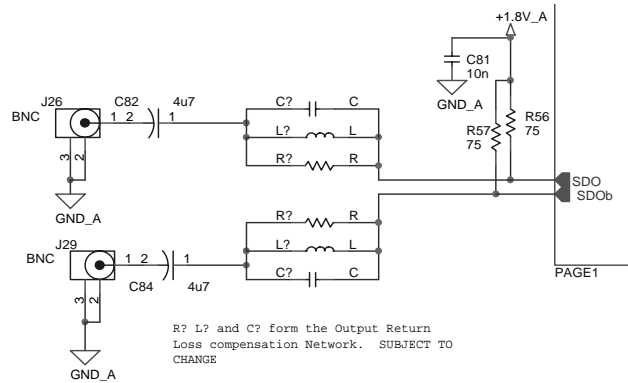 +1.8V_A
C81
10n
GND_A
J26
BNC
C82
4u7
1 2
1
3
2
GND_A
C? C
L? L
R? R
R57
75
R56
75
SDO
SDOb
R? R
L? L
C? C
J29
BNC
1 2
1
C84
4u7
3
2
GND_A
PAGE1
R? L? and C? form the Output Return
Loss compensation Network. SUBJECT TO
CHANGE